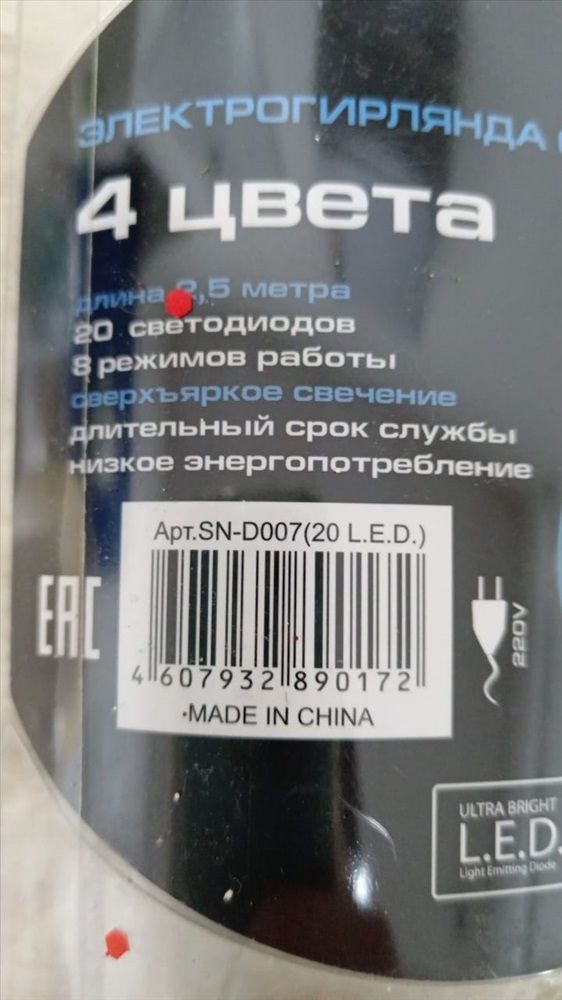 ЭЛЕКТРОГИРЛЯНДА
4 цвета
длина 2,5 метра
20 светодиодов
8 режимов работы
сверхъяркое свечение
длительный срок службы
низкое энергопотребление
Арт.SN-D007(20 L.E.D.)
4 607932 890172
MADE IN CHINA
EAC
220V
ULTRA BRIGHT
L.E.D.
Light Emitting Diode